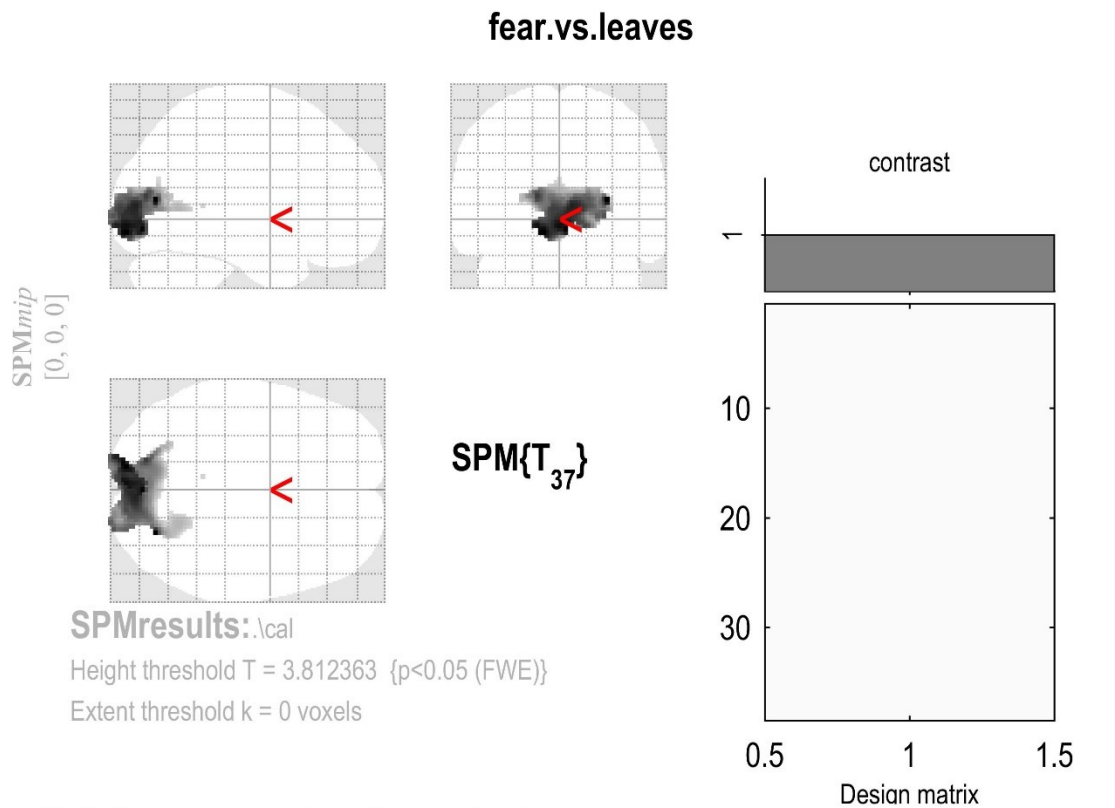 fear.vs.leaves
SPMmip
[0, 0, 0]
<
<
<
SPM{T37}
SPMresults:.\cal
Height threshold T = 3.812363 {p<0.05 (FWE)}
Extent threshold k = 0 voxels
contrast
1
10
20
30
0.5 1 1.5
Design matrix